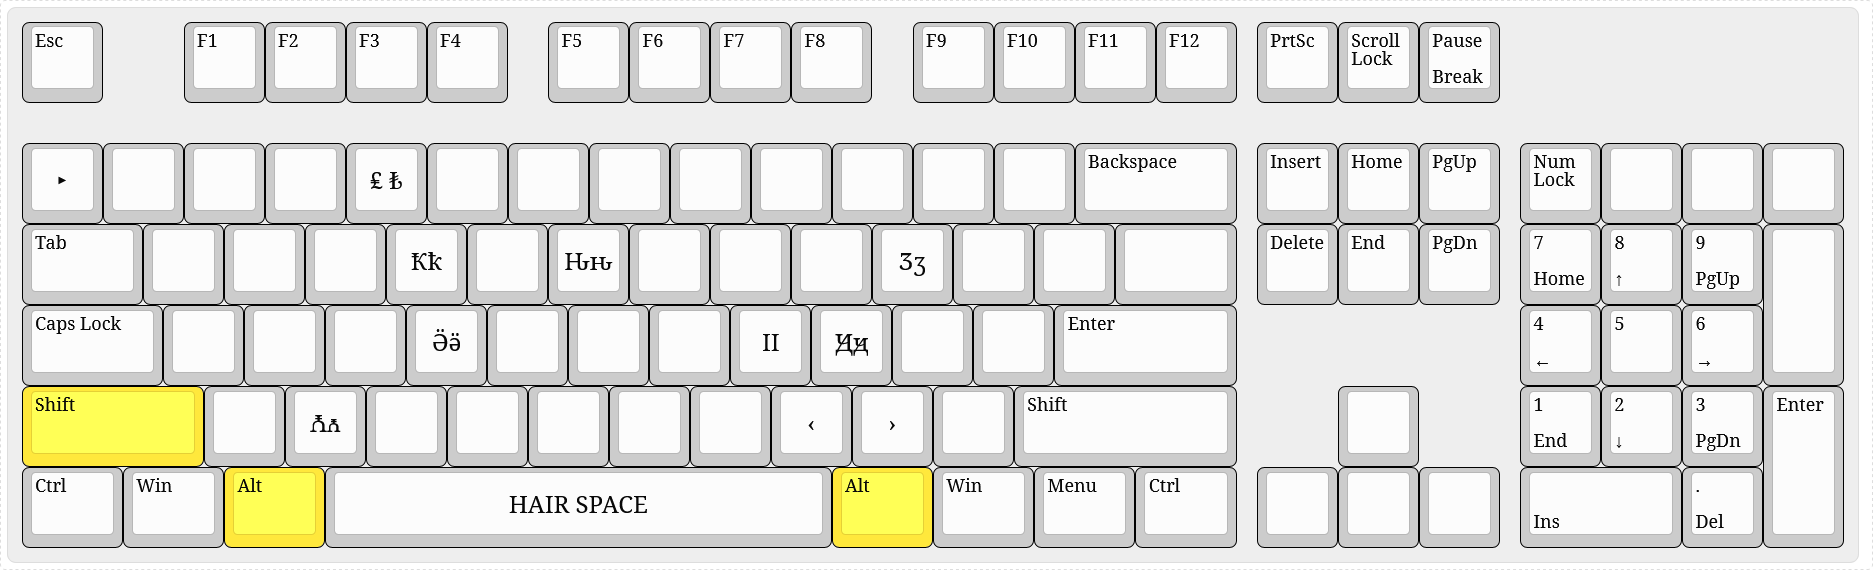 Esc F1 F2 F3 F4 F5 F6 F7 F8 F9 F10 F11 F12 PrtSc Scroll Lock Pause Break
‣ Backspace Insert Home PgUp Num Lock
Tab Ԋԋ Ʒʒ Delete End PgDn 7 Home 8 ↑ 9 PgUp
Caps Lock Ӛӛ II Enter 4 ← 5 6 →
Shift ‹ › Shift 1 End 2 ↓ 3 PgDn Enter
Ctrl Win Alt HAIR SPACE Alt Win Menu Ctrl Ins . Del